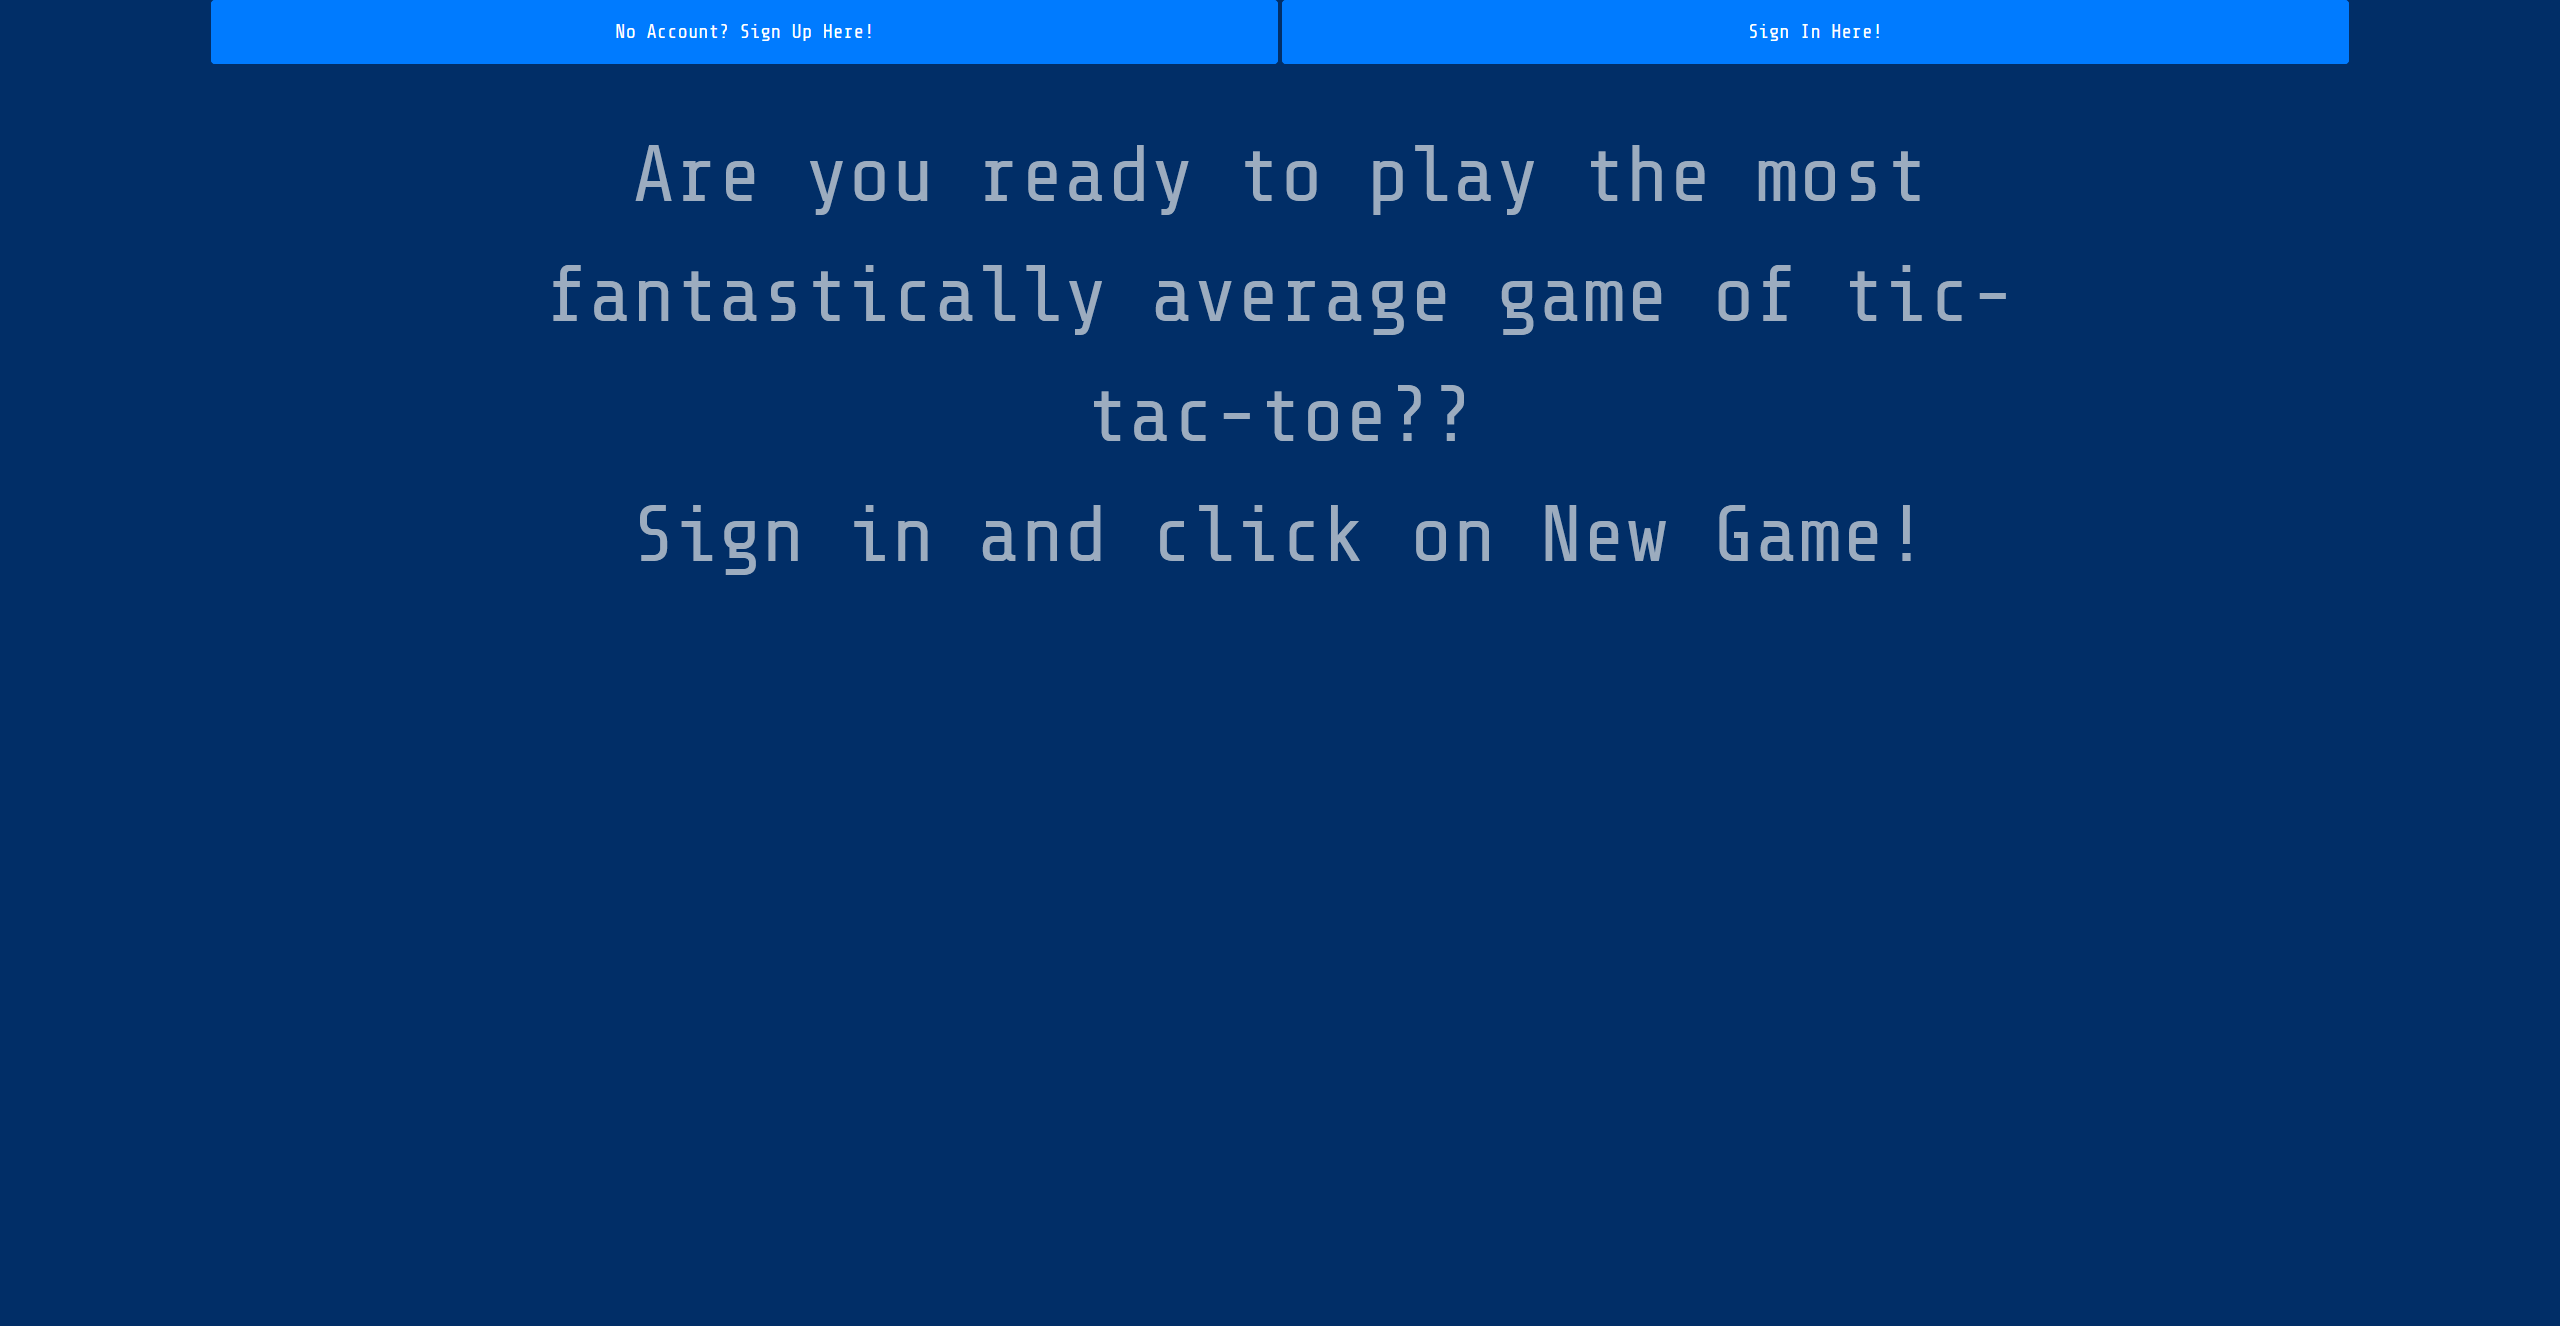 No Account? Sign Up Here!
Sign In Here!
Are you ready to play the most
fantastically average game of tic-
tac-toe??
Sign in and click on New Game!